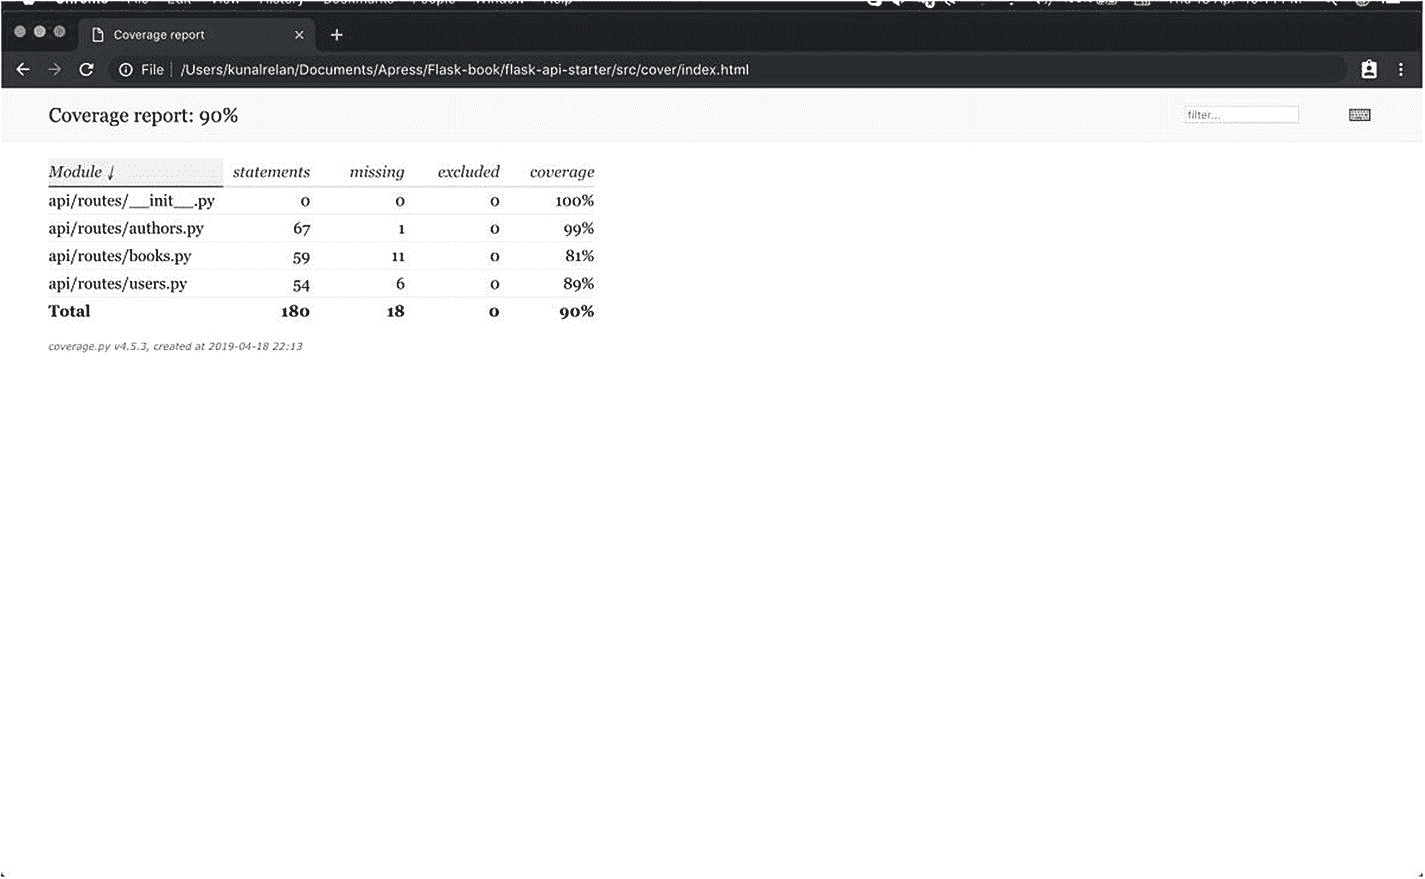 Coverage report
File /Users/kunalrelan/Documents/Apress/Flask-book/flask-api-starter/src/cover/index.html
Coverage report: 90%
filter...
Module ↓ statements missing excluded coverage
api/routes/__init__.py 0 0 0 100%
api/routes/authors.py 67 1 0 99%
api/routes/books.py 59 11 0 81%
api/routes/users.py 54 6 0 89%
Total 180 18 0 90%
coverage.py v4.5.3, created at 2019-04-18 22:13